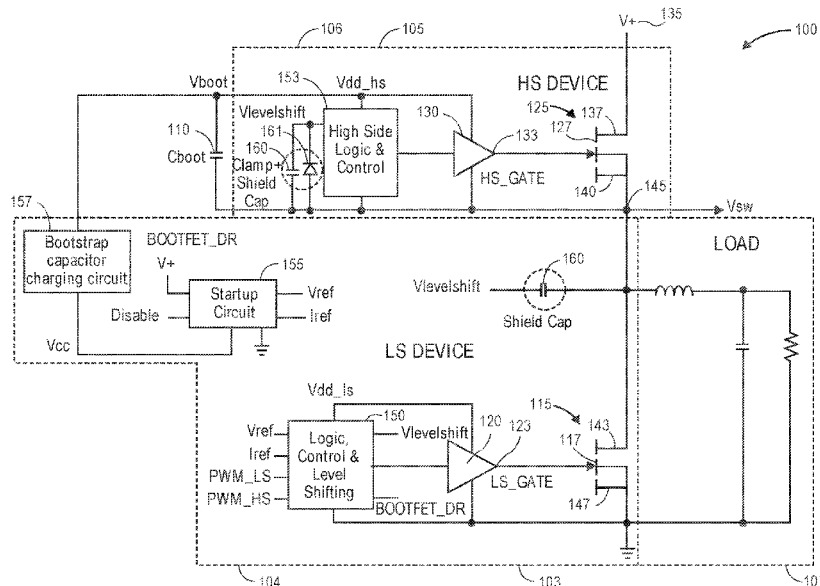 106
105
V+
135
100
Vboot
Vdd_hs
153
HS DEVICE
Vlevelshift
161
160
Clamp+
Shield
Cap
High Side
Logic &
Control
130
133
HS_GATE
125
137
127
140
145
Vsw
110
Cboot
157
Bootstrap
capacitor
charging circuit
BOOTFET_DR
V+
155
Startup
Circuit
Vref
Iref
Disable
Vcc
Vlevelshift
160
Shield Cap
LOAD
LS DEVICE
Vdd_ls
150
Vref
Iref
PWM_LS
PWM_HS
Logic,
Control &
Level
Shifting
Vlevelshift
BOOTFET_DR
120
123
LS_GATE
115
143
117
147
104
103
10